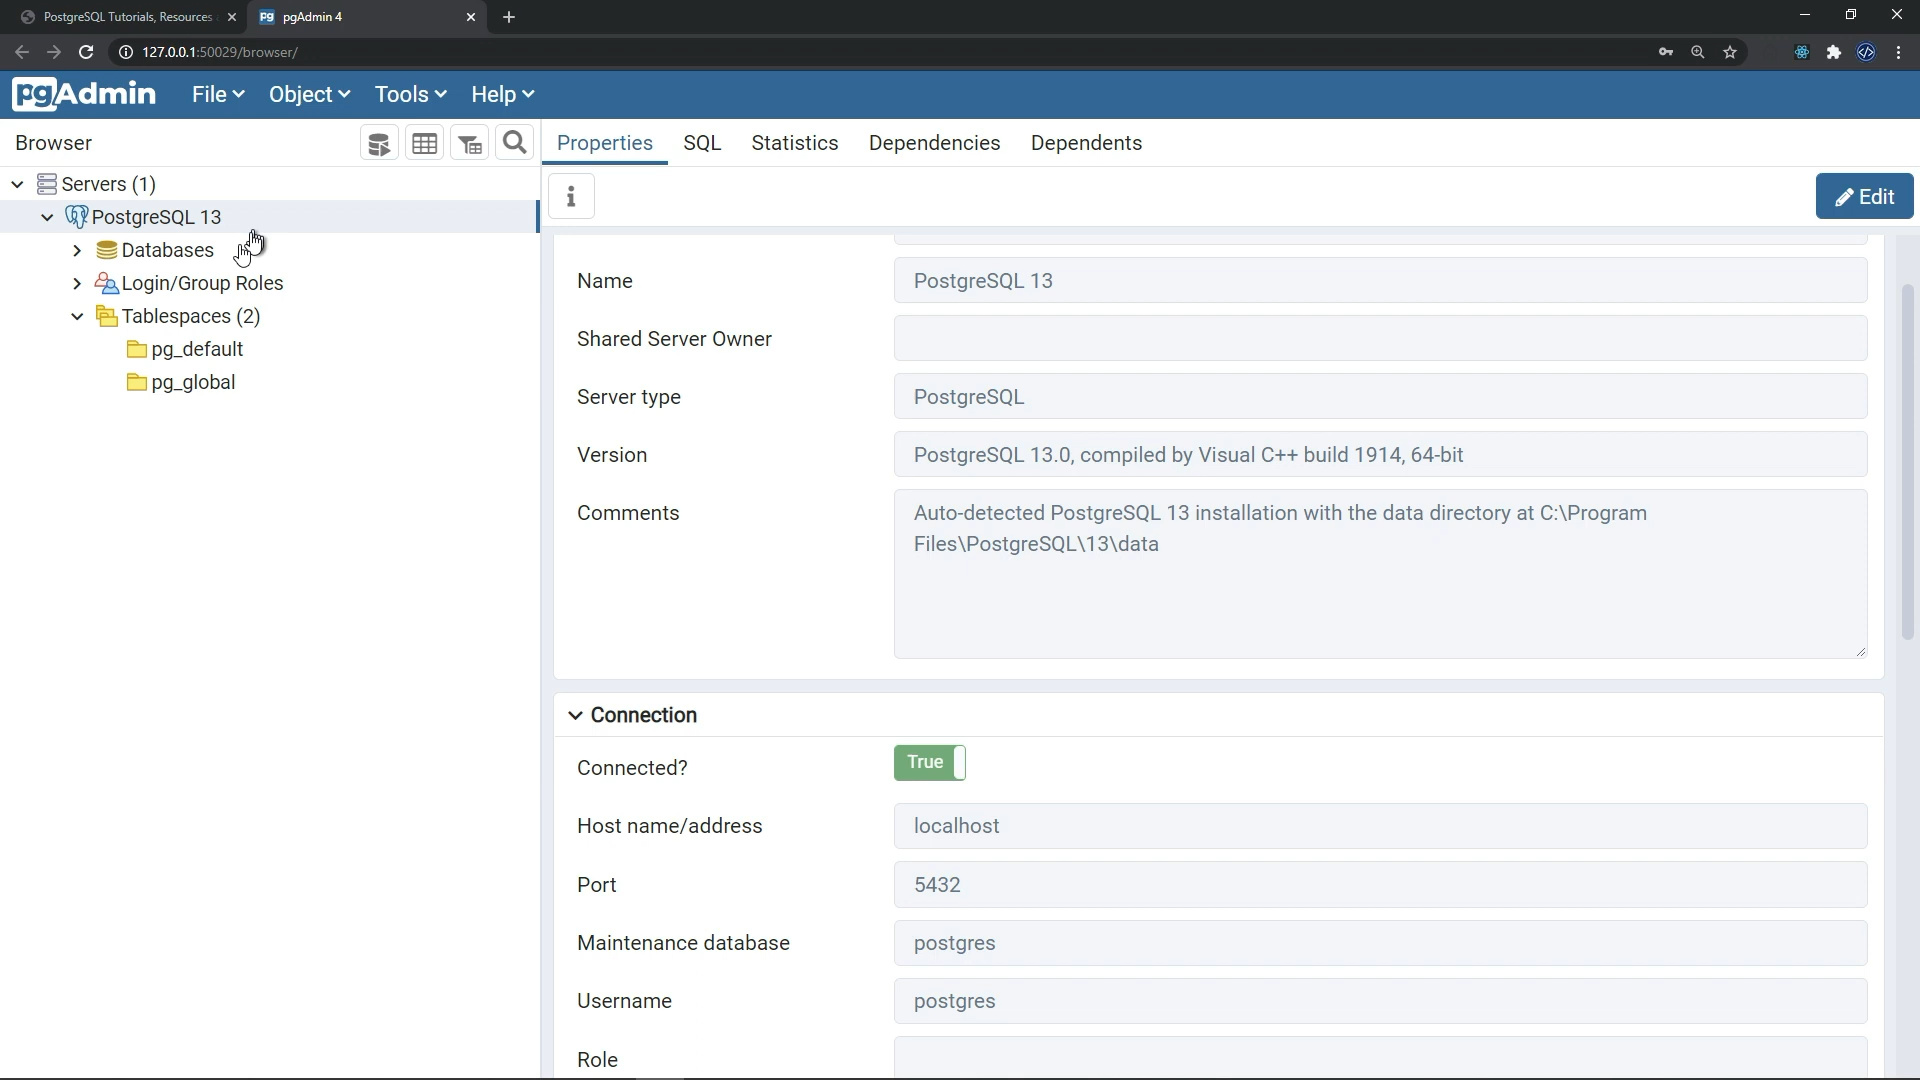 PostgreSQL Tutorials, Resources
pgAdmin 4
127.0.0.1:50029/browser/
pgAdmin
File
Object
Tools
Help
Browser
Properties
SQL
Statistics
Dependencies
Dependents
Servers (1)
PostgreSQL 13
Databases
Login/Group Roles
Tablespaces (2)
pg_default
pg_global
i
Edit
Name
PostgreSQL 13
Shared Server Owner
Server type
PostgreSQL
Version
PostgreSQL 13.0, compiled by Visual C++ build 1914, 64-bit
Comments
Auto-detected PostgreSQL 13 installation with the data directory at C:\Program
Files\PostgreSQL\13\data
Connection
Connected?
True
Host name/address
localhost
Port
5432
Maintenance database
postgres
Username
postgres
Role